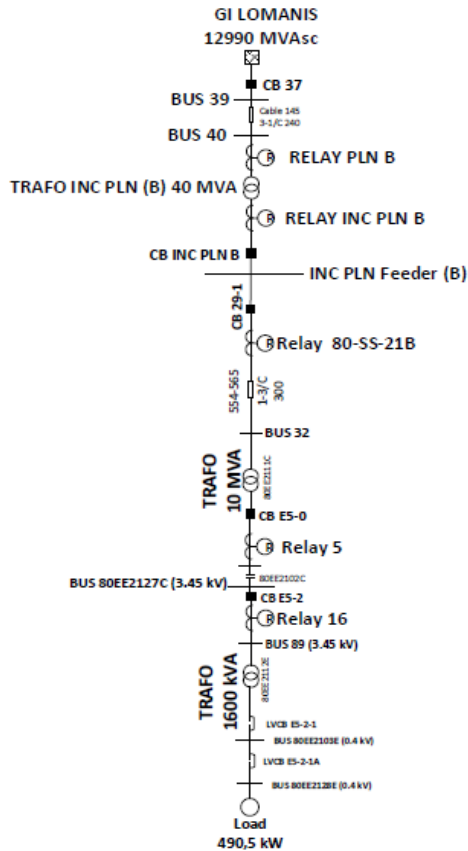 GI LOMANIS
12990 MVAsc
CB 37
BUS 39
Cable 145
3-1/C 240
BUS 40
R RELAY PLN B
TRAFO INC PLN (B) 40 MVA
R RELAY INC PLN B
CB INC PLN B
INC PLN Feeder (B)
CB 29-1
R Relay 80-SS-21B
554-565
1-3/C
300
BUS 32
TRAFO
10 MVA
80EE2111C
CB E5-0
R Relay 5
80EE2102C
BUS 80EE2127C (3.45 kV)
CB E5-2
R Relay 16
BUS 89 (3.45 kV)
TRAFO
1600 kVA
80EE2112E
LVCB E5-2-1
BUS 80EE2103E (0.4 kV)
LVCB E5-2-1A
BUS 80EE2128E (0.4 kV)
Load
490,5 kW